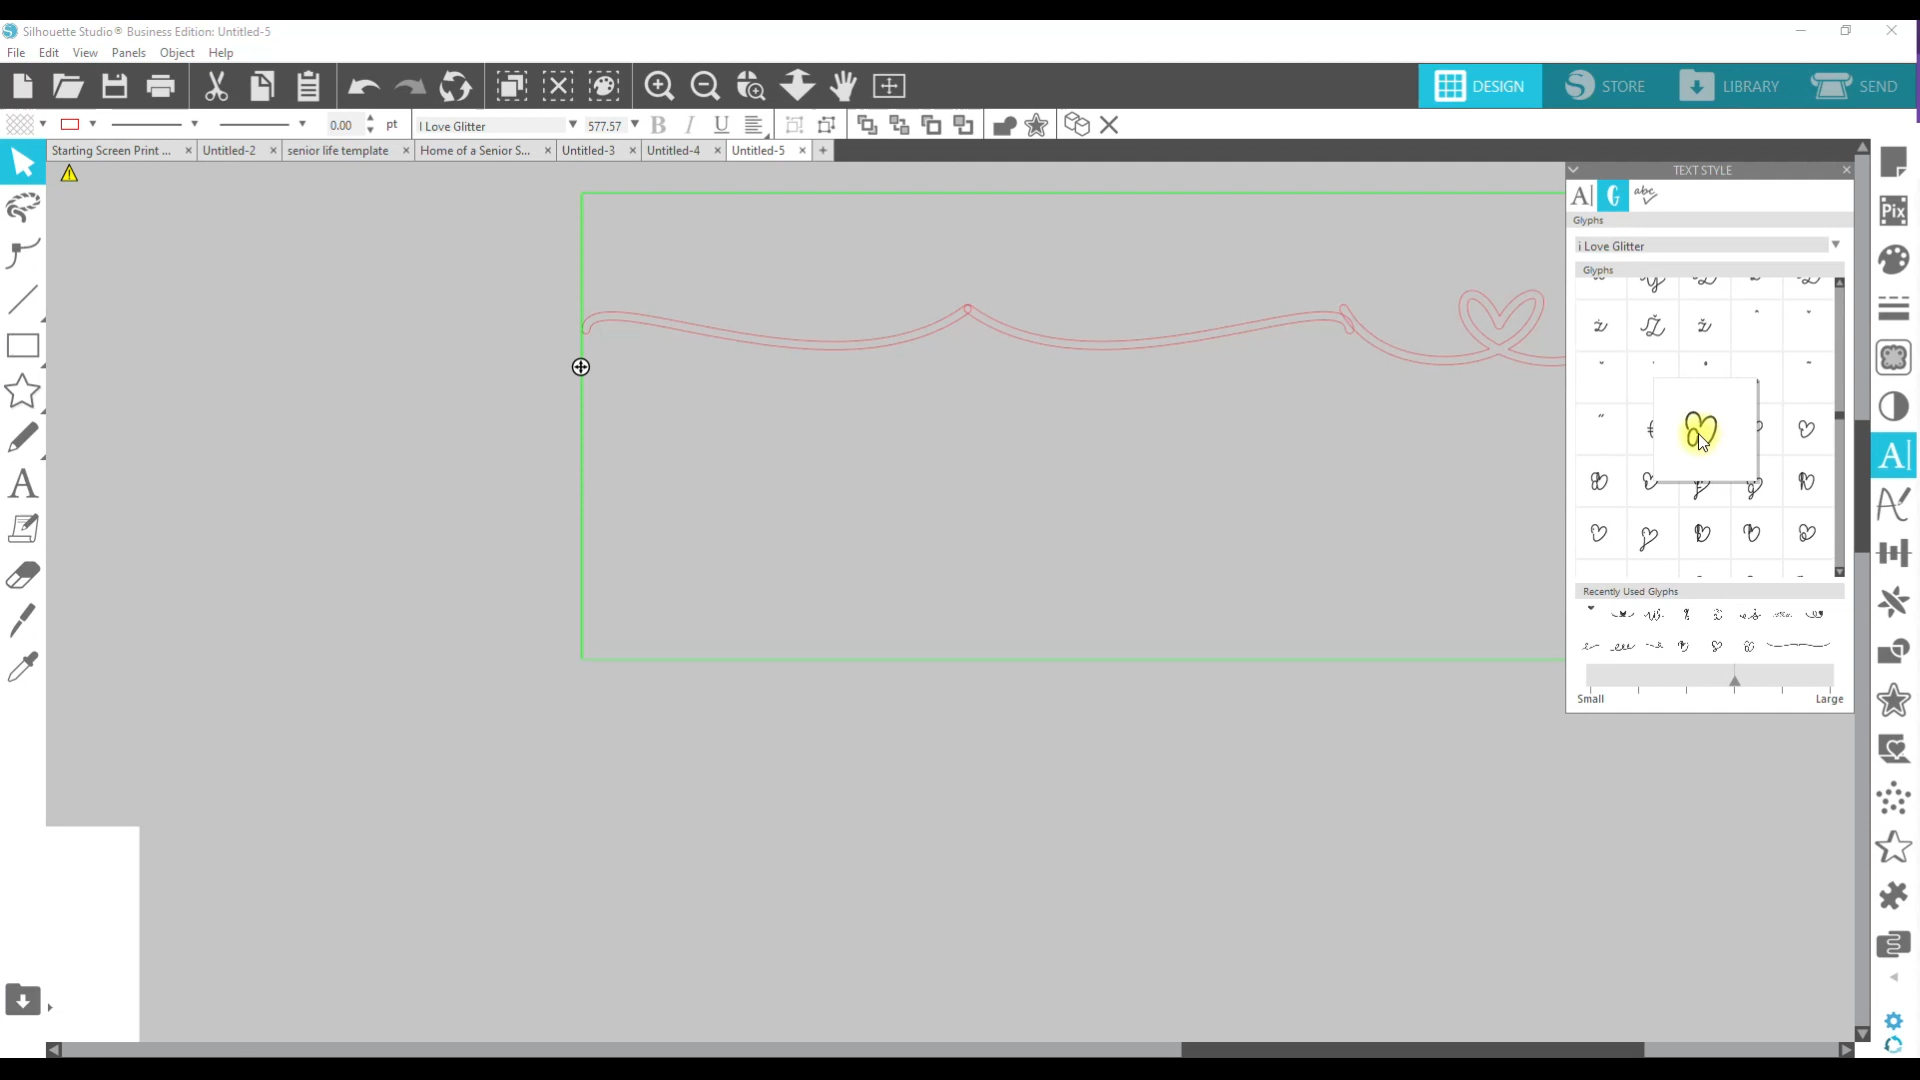 Silhouette Studio® Business Edition: Untitled-5
File Edit View Panels Object Help
DESIGN STORE LIBRARY SEND
0.00 pt I Love Glitter 577.57 B I U
Starting Screen Print ... × Untitled-2 × senior life template × Home of a Senior S... × Untitled-3 × Untitled-4 × Untitled-5 × +
TEXT STYLE
A G abc
Glyphs
i Love Glitter
Glyphs
ż Ž ž
Recently Used Glyphs
Small Large
Pix
A
A